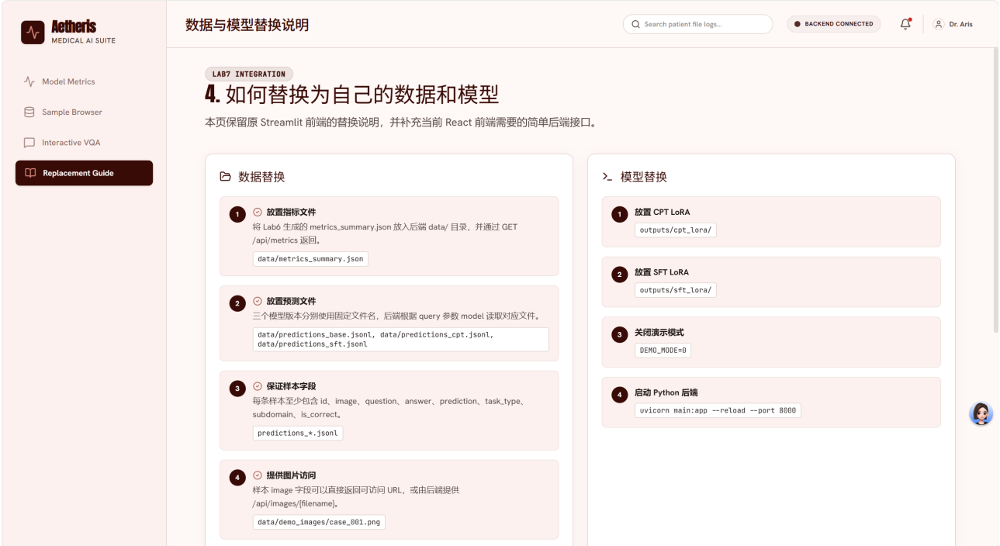 Aetheris
MEDICAL AI SUITE
Model Metrics
Sample Browser
Interactive VQA
Replacement Guide
数据与模型替换说明
Search patient file logs...
BACKEND CONNECTED
Dr. Aris
LAB7 INTEGRATION
4. 如何替换为自己的数据和模型
本页保留原 Streamlit 前端的替换说明，并补充当前 React 前端需要的简单后端接口。
数据替换
1
放置指标文件
将 Lab6 生成的 metrics_summary.json 放入后端 data/ 目录，并通过 GET
/api/metrics 返回。
data/metrics_summary.json
2
放置预测文件
三个模型版本分别使用固定文件名，后端根据 query 参数 model 读取对应文件。
data/predictions_base.jsonl, data/predictions_cpt.jsonl,
data/predictions_sft.jsonl
3
保证样本字段
每条样本至少包含 id、image、question、answer、prediction、task_type、
subdomain、is_correct。
predictions_*.jsonl
4
提供图片访问
样本 image 字段可以直接返回可访问 URL，或由后端提供
/api/images/{filename}。
data/demo_images/case_001.png
模型替换
1
放置 CPT LoRA
outputs/cpt_lora/
2
放置 SFT LoRA
outputs/sft_lora/
3
关闭演示模式
DEMO_MODE=0
4
启动 Python 后端
uvicorn main:app --reload --port 8000